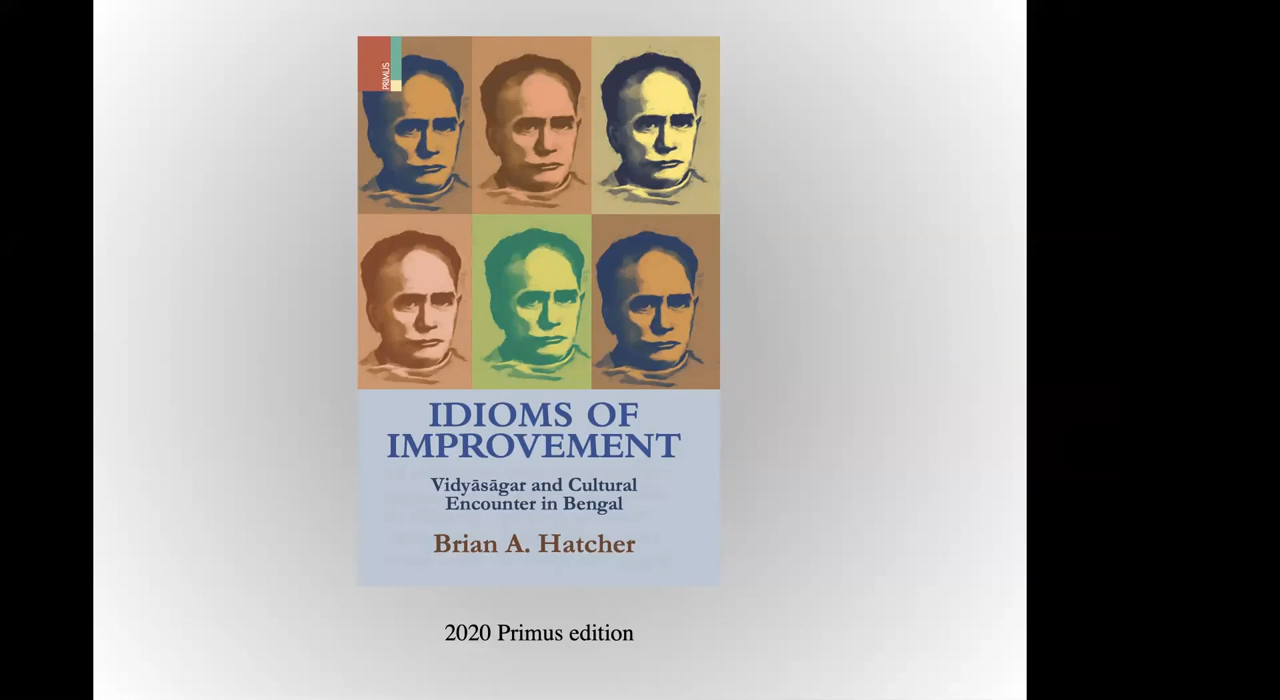 PRIMUS
IDIOMS OF
IMPROVEMENT
Vidyāsāgar and Cultural
Encounter in Bengal
Brian A. Hatcher
2020 Primus edition